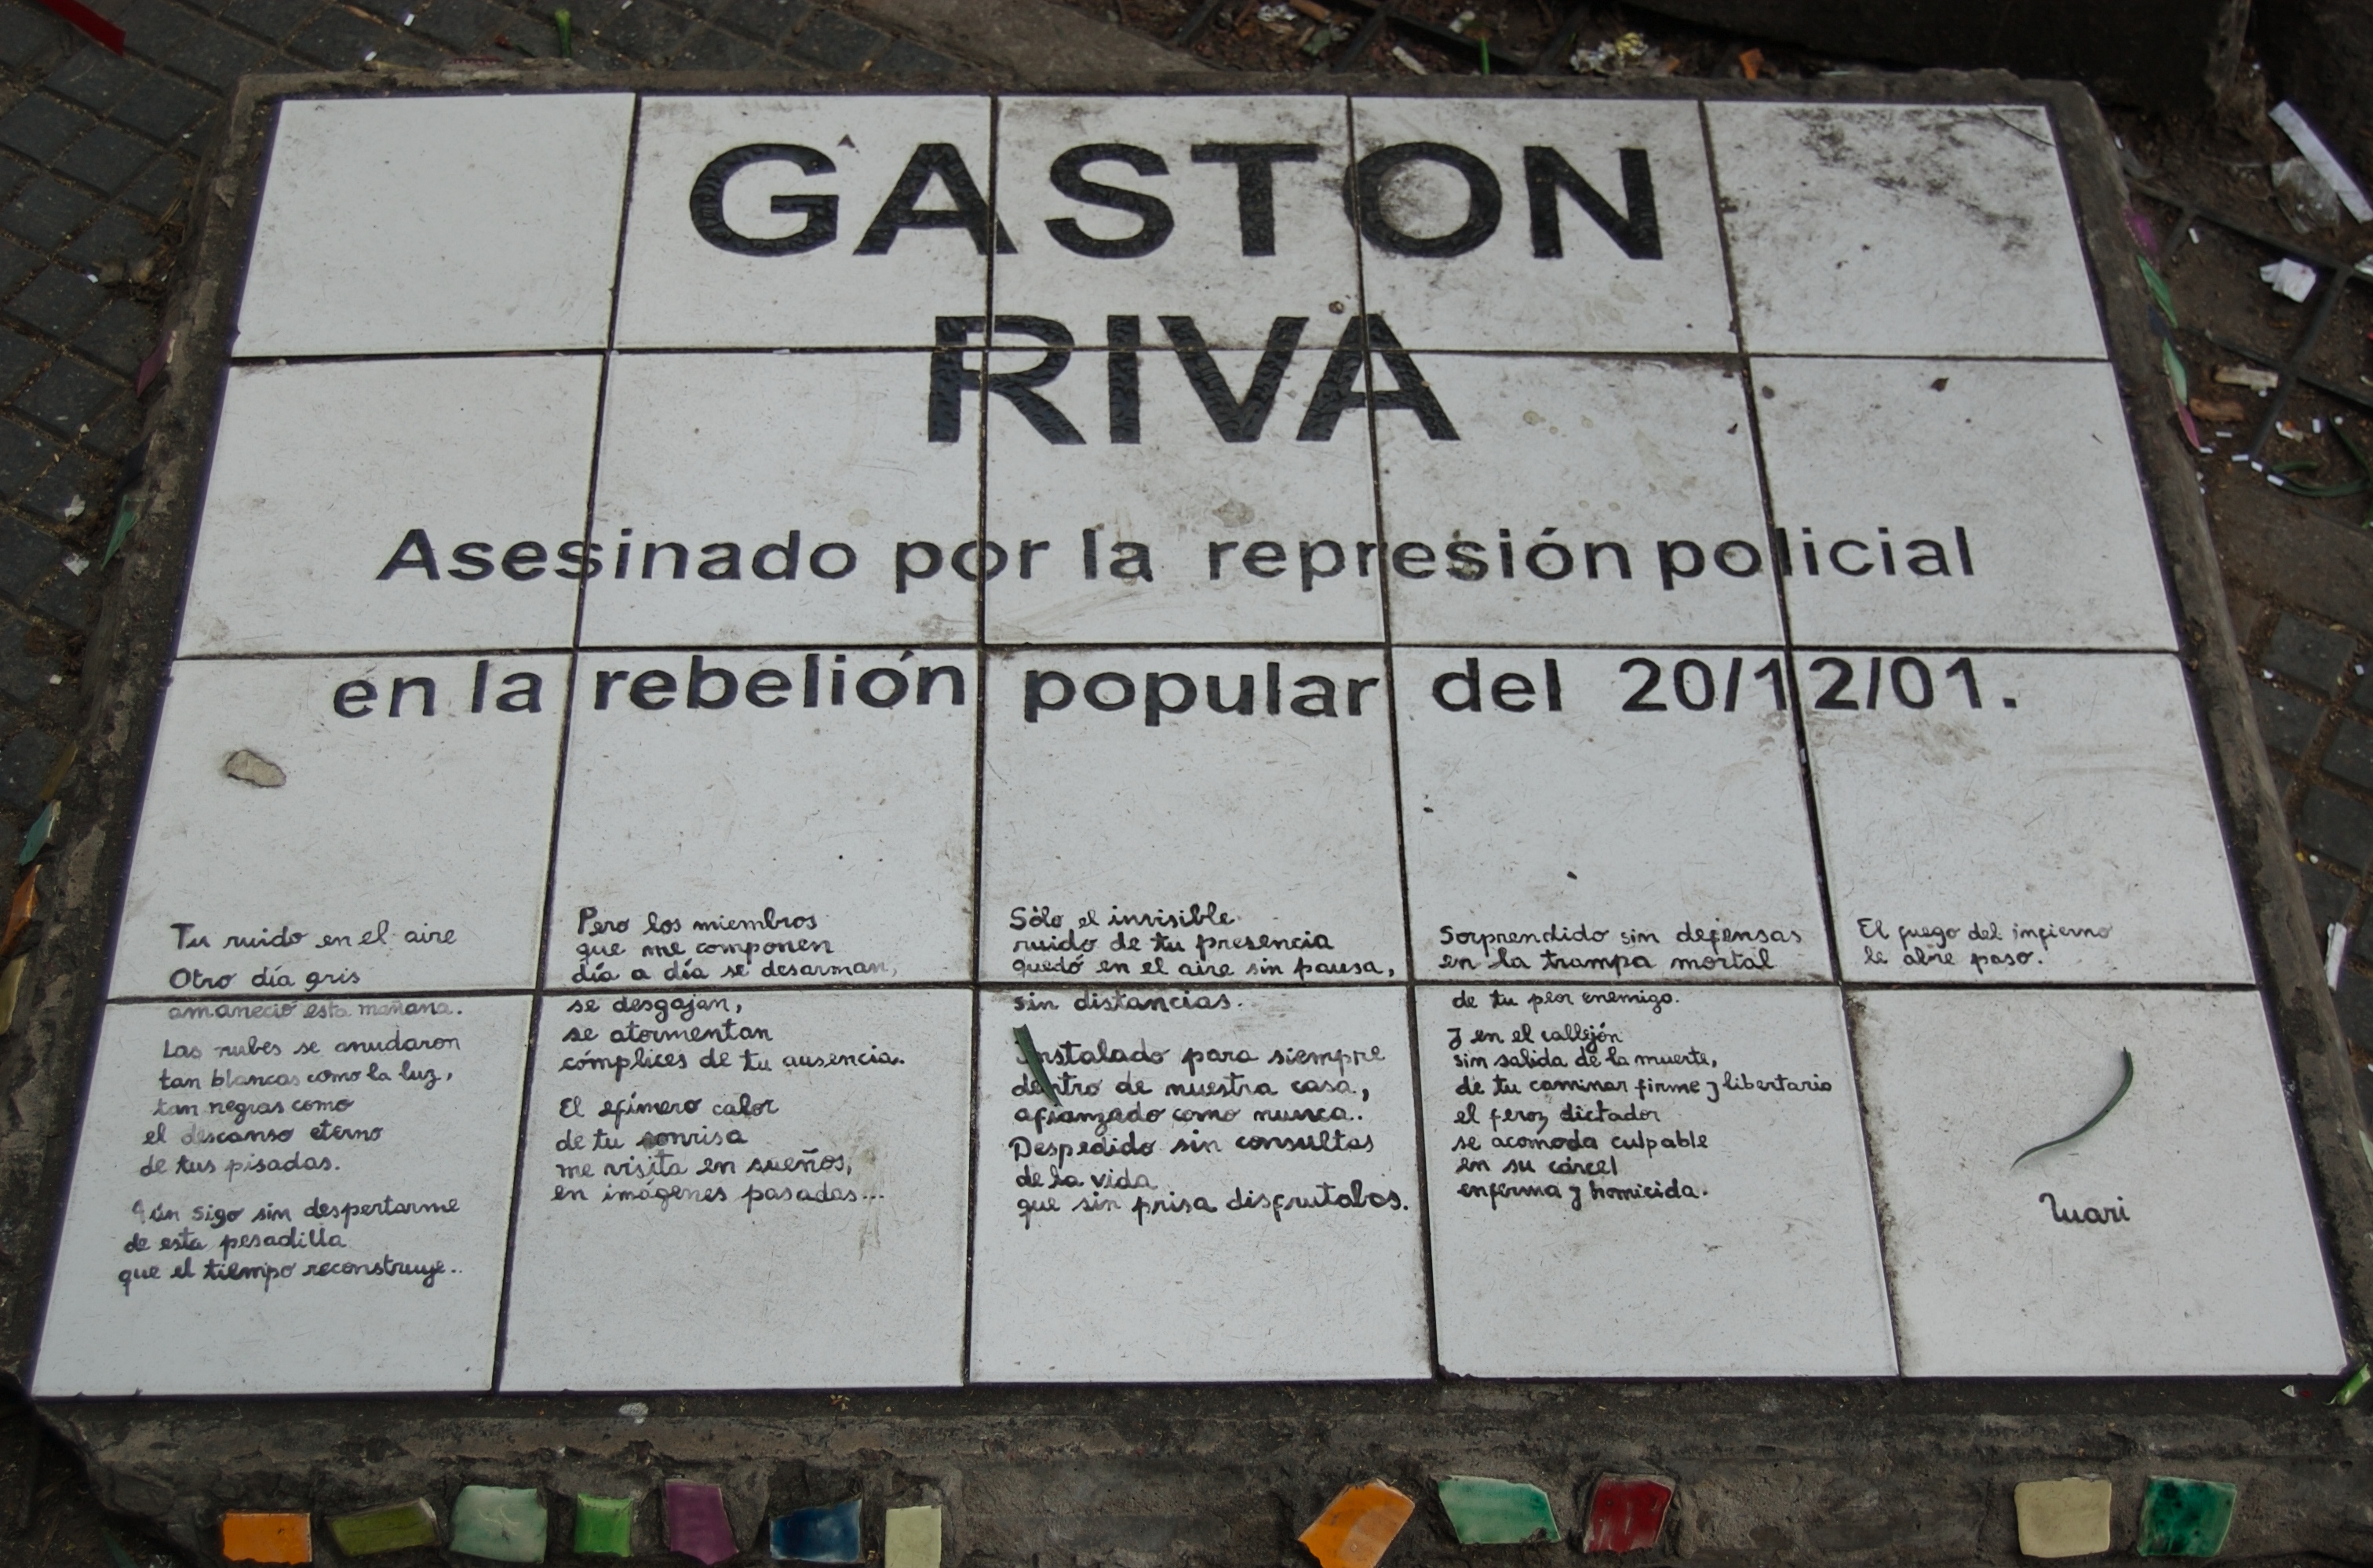 GASTON
RIVA
Asesinado por la represión policial
en la rebelión popular del 20/12/01.
Tu ruido en el aire
Otro día gris
amaneció esta mañana.
Las nubes se anudaron
tan blancas como la luz,
tan negras como
el descanso eterno
de tus pisadas.
Aún sigo sin despertarme
de esta pesadilla
que el tiempo reconstruye..
Pero los miembros
que me componen
día a día se desarman,
se desgajan,
se atormentan
cómplices de tu ausencia.
El efímero calor
de tu sonrisa
me visita en sueños,
en imágenes pasadas...
Sólo el invisible
ruido de tu presencia
quedó en el aire sin pausa,
sin distancias.
Instalado para siempre
dentro de nuestra casa,
afianzado como nunca.
Despedido sin consultas
de la vida
que sin prisa disfrutabas.
Sorprendido sin defensas
en la trampa mortal
de tu peor enemigo.
y en el callejón
sin salida de la muerte,
de tu caminar firme y libertario
el feroz dictador
se acomoda culpable
en su cárcel
enferma y homicida.
El fuego del infierno
le abre paso.